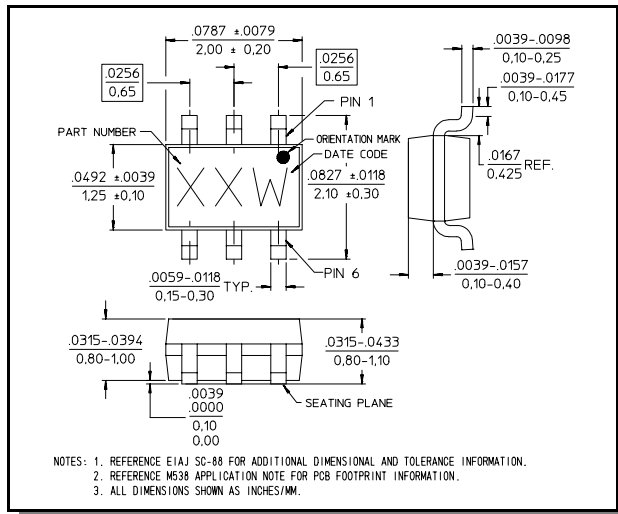 .0787 ±.0079
2,00 ± 0,20
.0256
0,65
.0256
0,65
.0039-.0098
0,10-0,25
.0039-.0177
0,10-0,45
PIN 1
PART NUMBER
ORIENTATION MARK
DATE CODE
XXW
.0492 ±.0039
1,25 ±0,10
.0827 ±.0118
2,10 ±0,30
.0167
0,425
REF.
PIN 6
.0059-.0118
0,15-0,30
TYP.
.0039-.0157
0,10-0,40
.0315-.0394
0,80-1,00
.0315-.0433
0,80-1,10
.0039
.0000
0,10
0,00
SEATING PLANE
NOTES: 1. REFERENCE EIAJ SC-88 FOR ADDITIONAL DIMENSIONAL AND TOLERANCE INFORMATION.
2. REFERENCE M538 APPLICATION NOTE FOR PCB FOOTPRINT INFORMATION.
3. ALL DIMENSIONS SHOWN AS INCHES/MM.